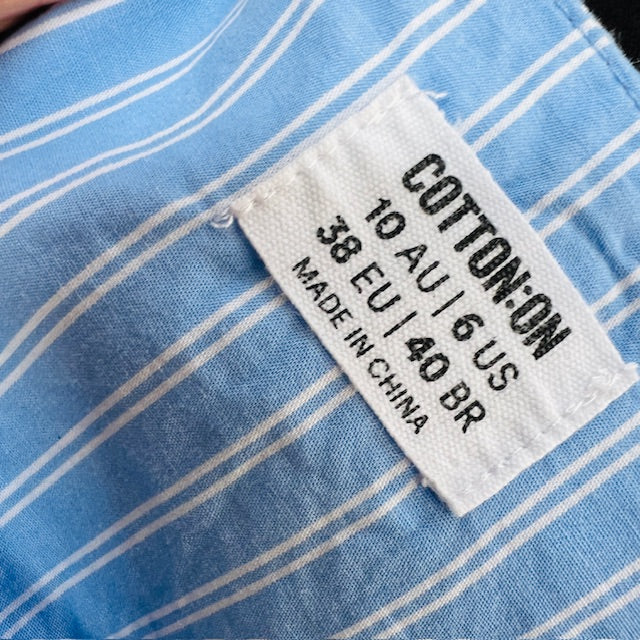 COTTON:ON
10 AU | 6 US
38 EU | 40 BR
MADE IN CHINA